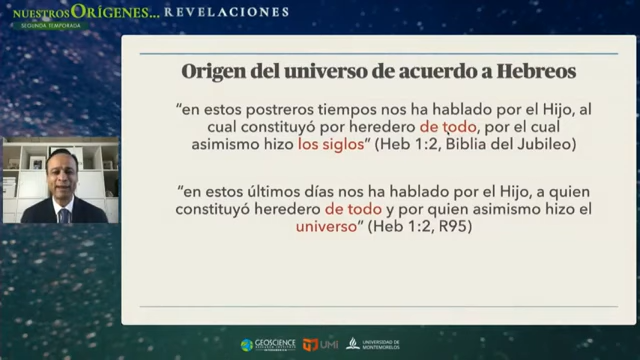 NUESTROS ORÍGENES... REVELACIONES
SEGUNDA TEMPORADA
Origen del universo de acuerdo a Hebreos
“en estos postreros tiempos nos ha hablado por el Hijo, al
cual constituyó por heredero de todo, por el cual
asimismo hizo los siglos” (Heb 1:2, Biblia del Jubileo)
“en estos últimos días nos ha hablado por el Hijo, a quien
constituyó heredero de todo y por quien asimismo hizo el
universo” (Heb 1:2, R95)
GEOSCIENCE
UMI
UNIVERSIDAD
DE MONTEMORELOS